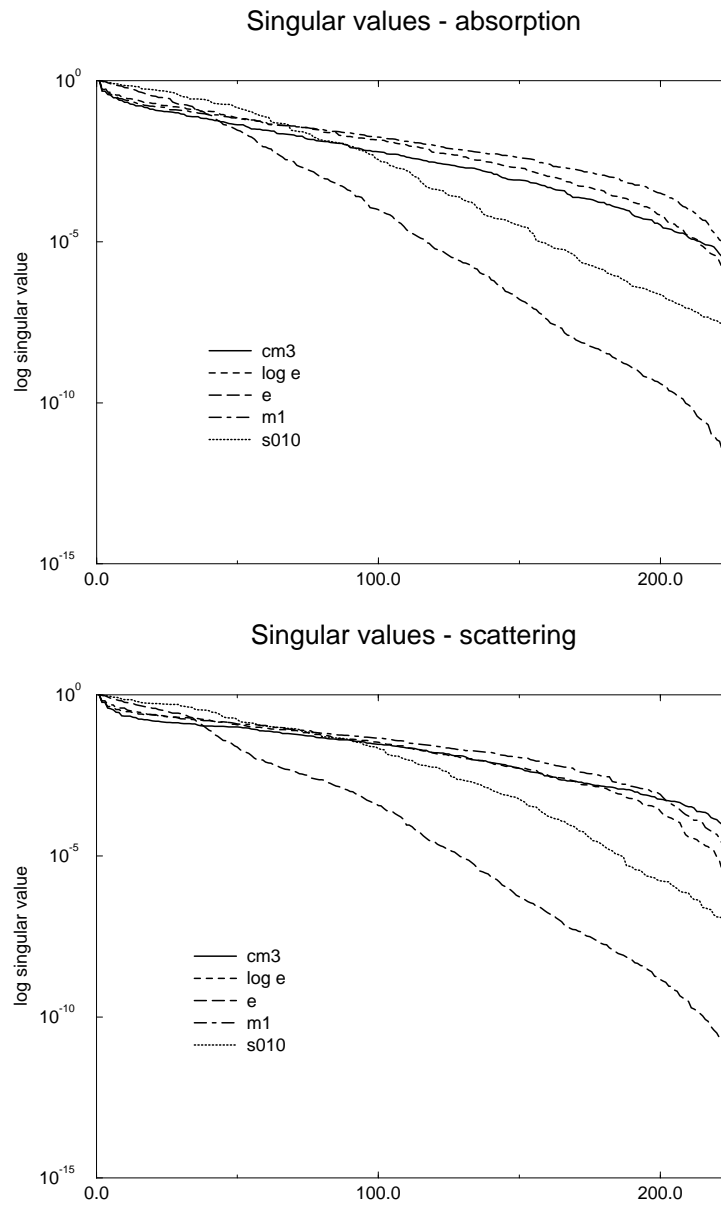 Singular values - absorption
10^0
10^-5
10^-10
10^-15
log singular value
cm3
log e
e
m1
s010
0.0 100.0 200.0
Singular values - scattering
10^0
10^-5
10^-10
10^-15
log singular value
cm3
log e
e
m1
s010
0.0 100.0 200.0